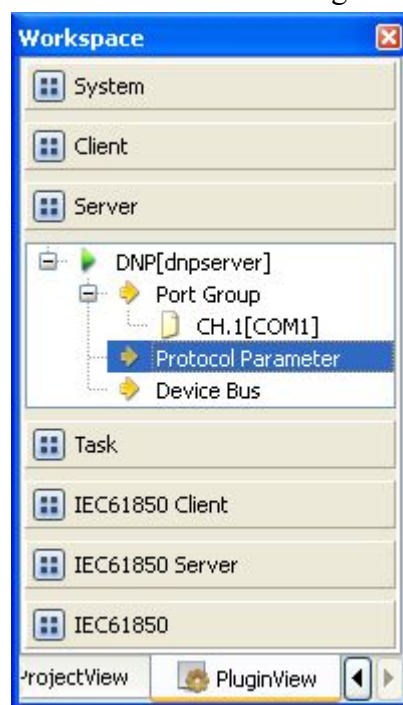 Workspace
System
Client
Server
DNP[dnpserver]
Port Group
CH.1[COM1]
Protocol Parameter
Device Bus
Task
IEC61850 Client
IEC61850 Server
IEC61850
rojectView PluginView